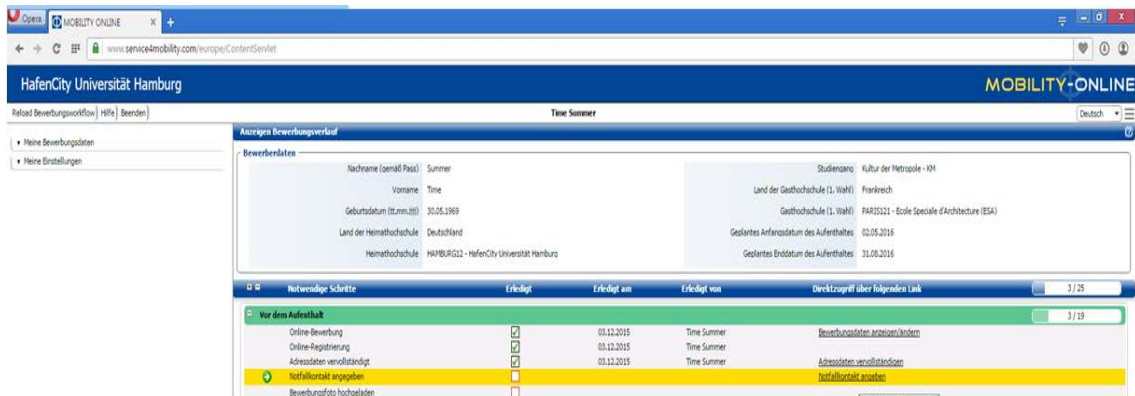 Opera MOBILITY ONLINE
www.service4mobility.com/europe/ContentServlet
HafenCity Universität Hamburg MOBILITY-ONLINE
Reload Bewerbungsworkflow Hilfe Beenden Time Summer Deutsch
Meine Bewerbungsdaten
Meine Einstellungen
Anzeigen Bewerbungsverlauf
Bewerberdaten
Nachname (gemäß Pass) Summer Studiengang Kultur der Metropole - KM
Vorname Time Land der Gasthochschule (1. Wahl) Frankreich
Geburtsdatum (tt.mm.jjjj) 30.05.1969 Gasthochschule (1. Wahl) PARIS121 - Ecole Speciale d'Architecture (ESA)
Land der Heimathochschule Deutschland Geplantes Anfangsdatum des Aufenthaltes 02.05.2016
Heimathochschule HAMBURG12 - HafenCity Universität Hamburg Geplantes Enddatum des Aufenthaltes 31.08.2016
Notwendige Schritte Erledigt Erledigt am Erledigt von Direktzugriff über folgenden Link 3 / 25
Vor dem Aufenthalt 3 / 19
Online-Bewerbung 03.12.2015 Time Summer Bewerbungsdaten anzeigen/ändern
Online-Registrierung 03.12.2015 Time Summer
Adressdaten vervollständigt 03.12.2015 Time Summer Adressdaten vervollständigen
Notfallkontakt angegeben Notfallkontakt angeben
Bewerbungsfoto hochgeladen